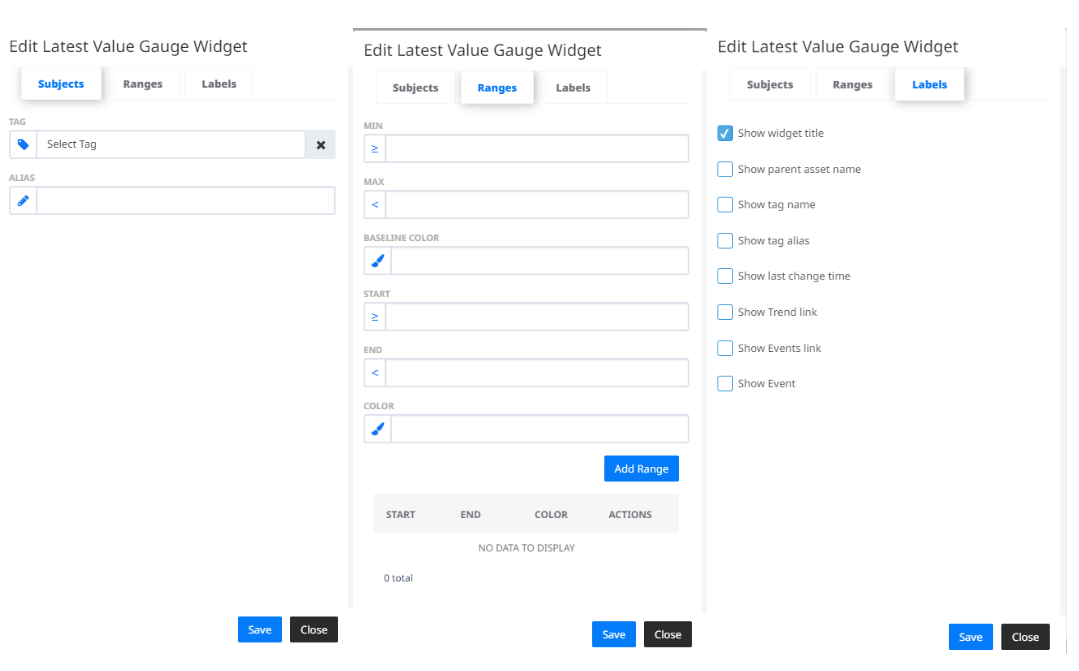 Edit Latest Value Gauge Widget
Subjects Ranges Labels
TAG
Select Tag
ALIAS
Save Close
Edit Latest Value Gauge Widget
Subjects Ranges Labels
MIN
≥
MAX
<
BASELINE COLOR
START
≥
END
<
COLOR
Add Range
START END COLOR ACTIONS
NO DATA TO DISPLAY
0 total
Save Close
Edit Latest Value Gauge Widget
Subjects Ranges Labels
Show widget title
Show parent asset name
Show tag name
Show tag alias
Show last change time
Show Trend link
Show Events link
Show Event
Save Close